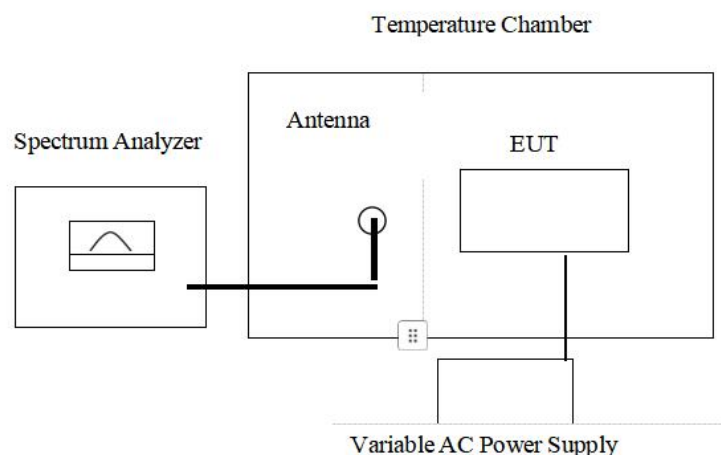 Temperature Chamber
Antenna
Spectrum Analyzer
EUT
Variable AC Power Supply